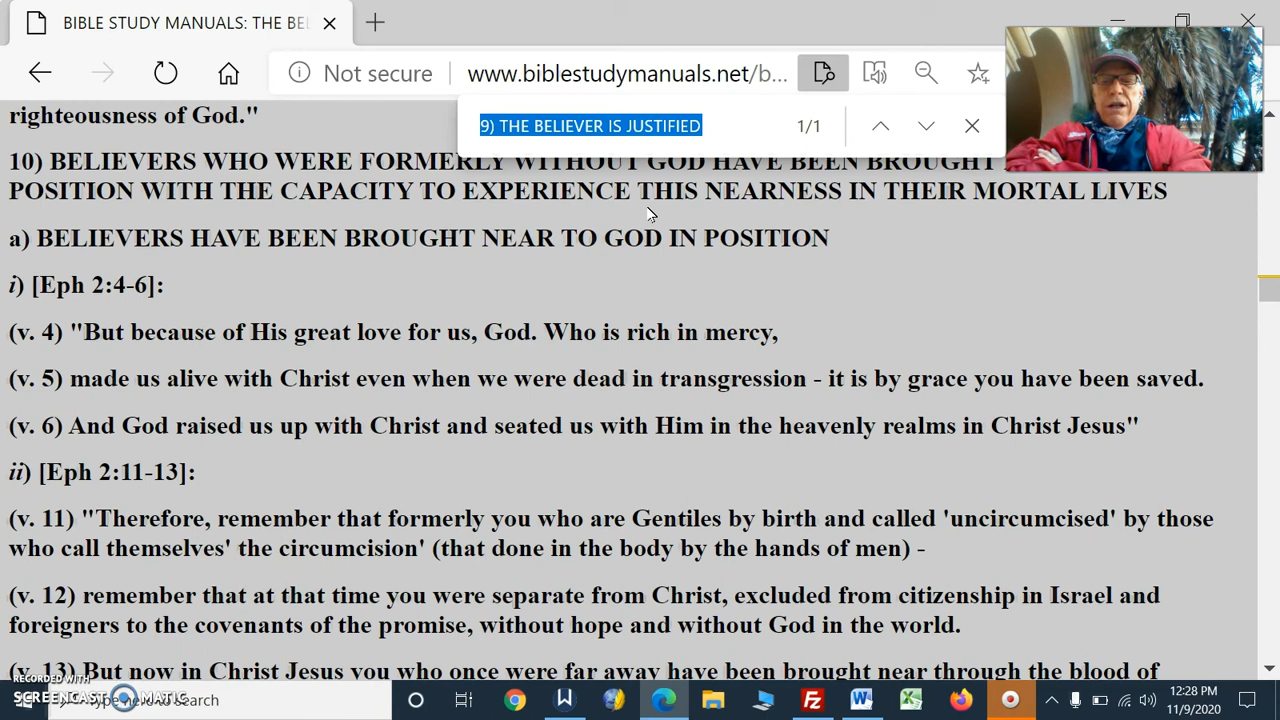 BIBLE STUDY MANUALS: THE BEL
Not secure
www.biblestudymanuals.net/b...
9) THE BELIEVER IS JUSTIFIED
1/1
righteousness of God."
10) BELIEVERS WHO WERE FORMERLY WITHOUT GOD HAVE BEEN BROUGHT
POSITION WITH THE CAPACITY TO EXPERIENCE THIS NEARNESS IN THEIR MORTAL LIVES
a) BELIEVERS HAVE BEEN BROUGHT NEAR TO GOD IN POSITION
i) [Eph 2:4-6]:
(v. 4) "But because of His great love for us, God. Who is rich in mercy,
(v. 5) made us alive with Christ even when we were dead in transgression - it is by grace you have been saved.
(v. 6) And God raised us up with Christ and seated us with Him in the heavenly realms in Christ Jesus"
ii) [Eph 2:11-13]:
(v. 11) "Therefore, remember that formerly you who are Gentiles by birth and called 'uncircumcised' by those
who call themselves' the circumcision' (that done in the body by the hands of men) -
(v. 12) remember that at that time you were separate from Christ, excluded from citizenship in Israel and
foreigners to the covenants of the promise, without hope and without God in the world.
(v. 13) But now in Christ Jesus you who once were far away have been brought near through the blood of
RECORDED WITH
SCREENCAST MATIC
Type here to search
12:28 PM
11/9/2020